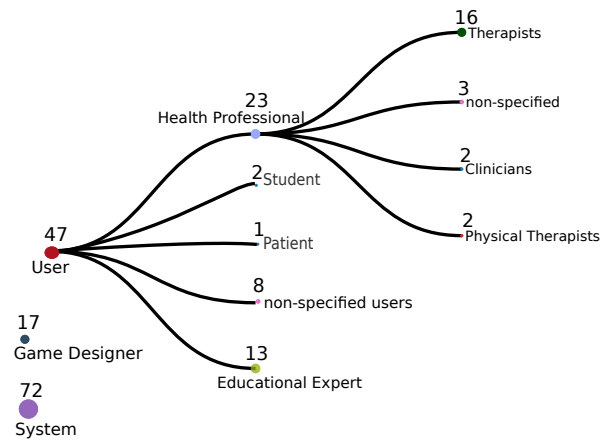 16
Therapists
3
non-specified
23
Health Professional
2
Clinicians
2
Student
2
Physical Therapists
1
Patient
47
User
8
non-specified users
17
Game Designer
13
Educational Expert
72
System